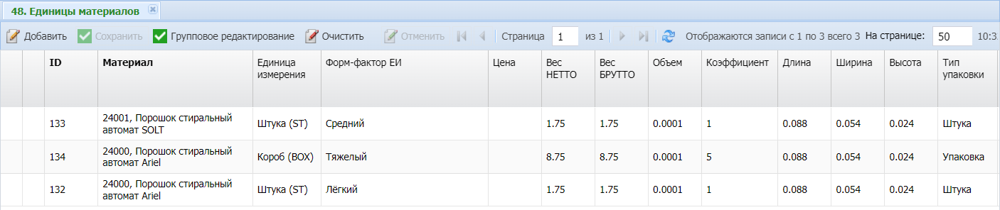 48. Единицы материалов
Добавить Сохранить Групповое редактирование Очистить Отменить Страница 1 из 1 Отображаются записи с 1 по 3 всего 3 На странице: 50 10:3
ID Материал Единица измерения Форм-фактор ЕИ Цена Вес НЕТТО Вес БРУТТО Объем Коэффициент Длина Ширина Высота Тип упаковки
133 24001, Порошок стиральный автомат SOLT Штука (ST) Средний 1.75 1.75 0.0001 1 0.088 0.054 0.024 Штука
134 24000, Порошок стиральный автомат Ariel Короб (BOX) Тяжелый 8.75 8.75 0.0001 5 0.088 0.054 0.024 Упаковка
132 24000, Порошок стиральный автомат Ariel Штука (ST) Лёгкий 1.75 1.75 0.0001 1 0.088 0.054 0.024 Штука